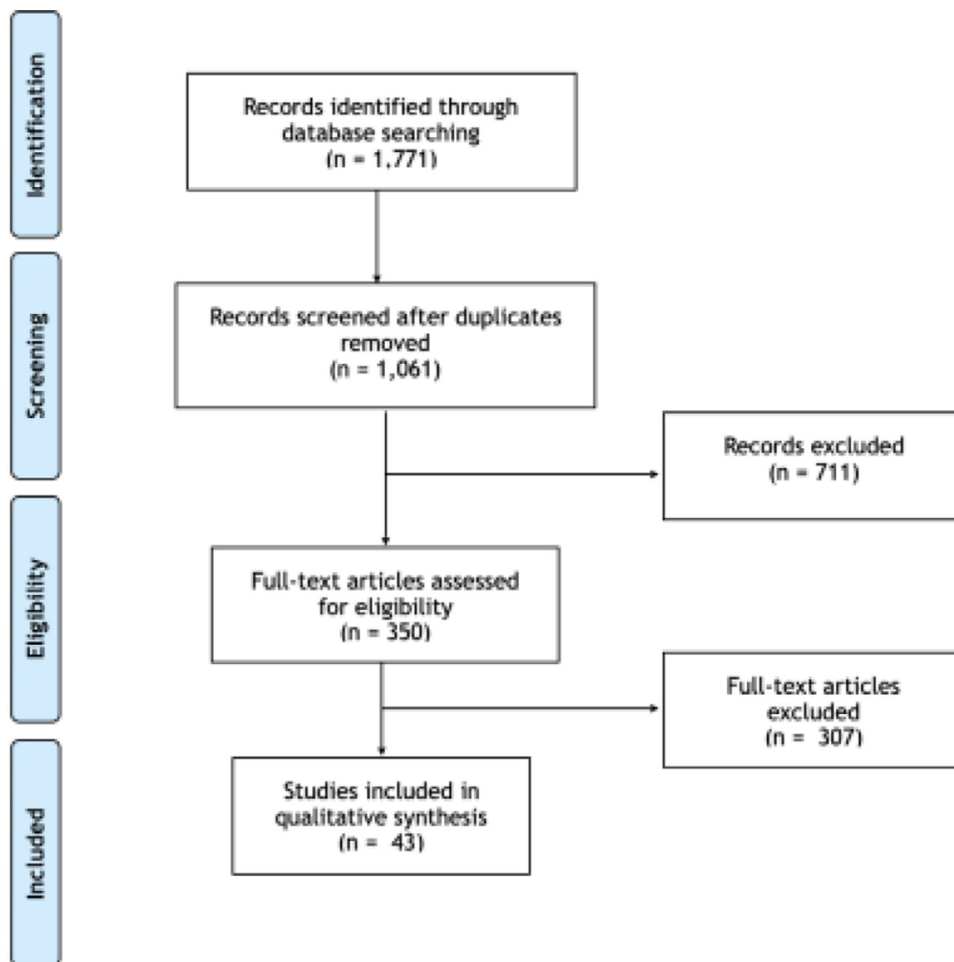 Identification
Records identified through
database searching
(n = 1,771)
Screening
Records screened after duplicates
removed
(n = 1,061)
Records excluded
(n = 711)
Eligibility
Full-text articles assessed
for eligibility
(n = 350)
Full-text articles
excluded
(n = 307)
Included
Studies included in
qualitative synthesis
(n = 43)